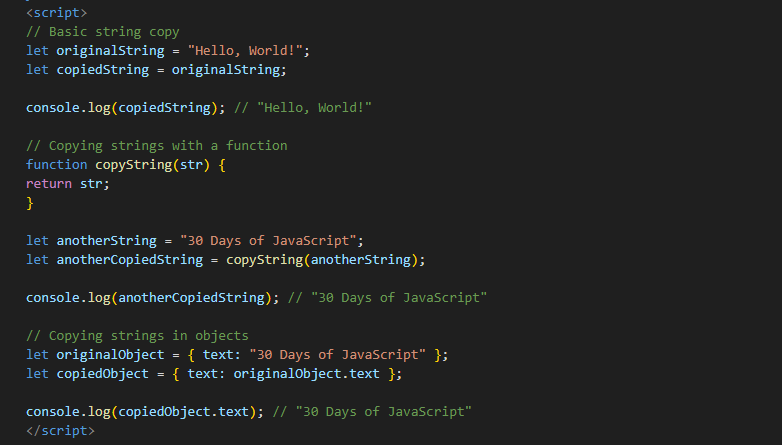 <script>
// Basic string copy
let originalString = "Hello, World!";
let copiedString = originalString;
console.log(copiedString); // "Hello, World!"
// Copying strings with a function
function copyString(str) {
return str;
}
let anotherString = "30 Days of JavaScript";
let anotherCopiedString = copyString(anotherString);
console.log(anotherCopiedString); // "30 Days of JavaScript"
// Copying strings in objects
let originalObject = { text: "30 Days of JavaScript" };
let copiedObject = { text: originalObject.text };
console.log(copiedObject.text); // "30 Days of JavaScript"
</script>